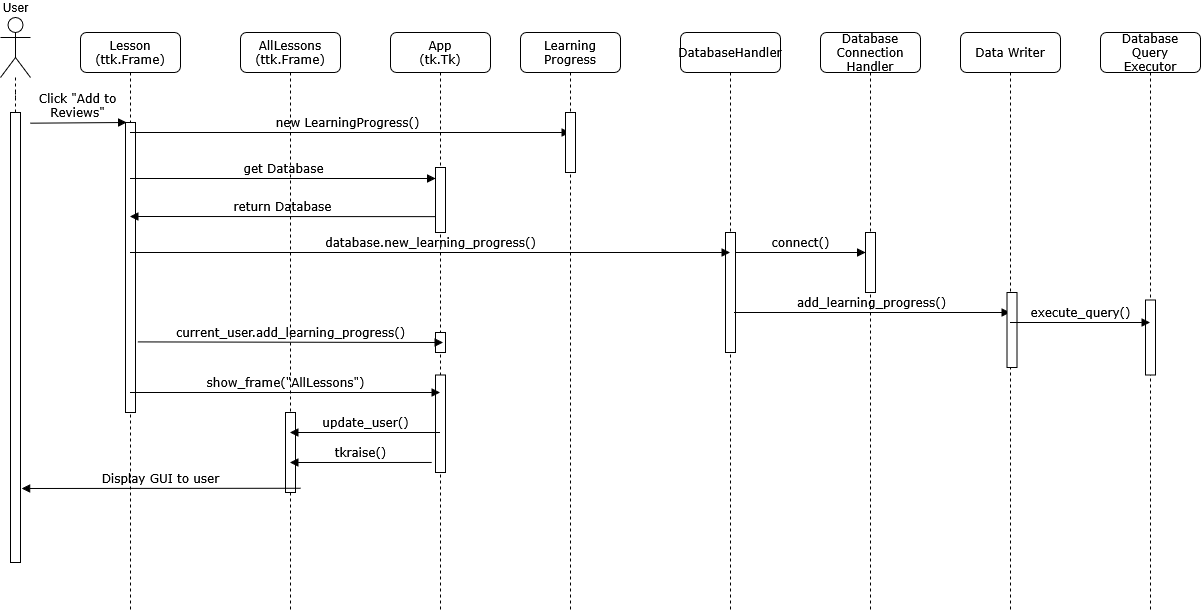 User
Lesson
(ttk.Frame)
AllLessons
(ttk.Frame)
App
(tk.Tk)
Learning
Progress
DatabaseHandler
Database
Connection
Handler
Data Writer
Database
Query
Executor
Click "Add to
Reviews"
new LearningProgress()
get Database
return Database
database.new_learning_progress()
connect()
add_learning_progress()
execute_query()
current_user.add_learning_progress()
show_frame("AllLessons")
update_user()
tkraise()
Display GUI to user